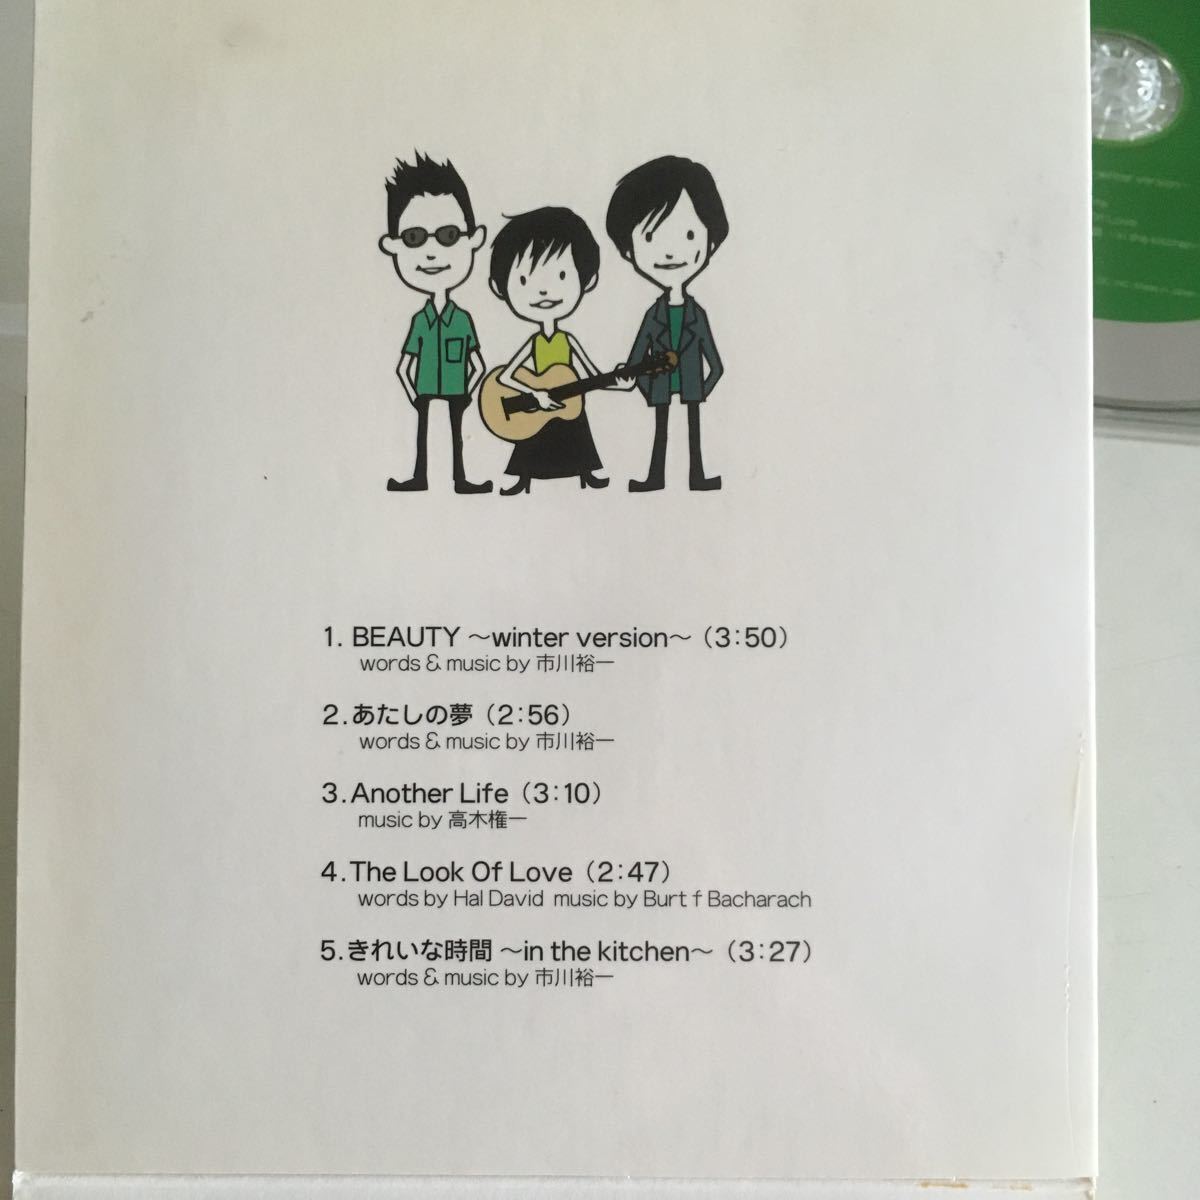 1. BEAUTY ～winter version～（3:50）
words & music by 市川裕一
2.あたしの夢（2:56）
words & music by 市川裕一
3.Another Life（3:10）
music by 高木権一
4.The Look Of Love（2:47）
words by Hal David music by Burt f Bacharach
5.きれいな時間 ～in the kitchen～（3:27）
words & music by 市川裕一